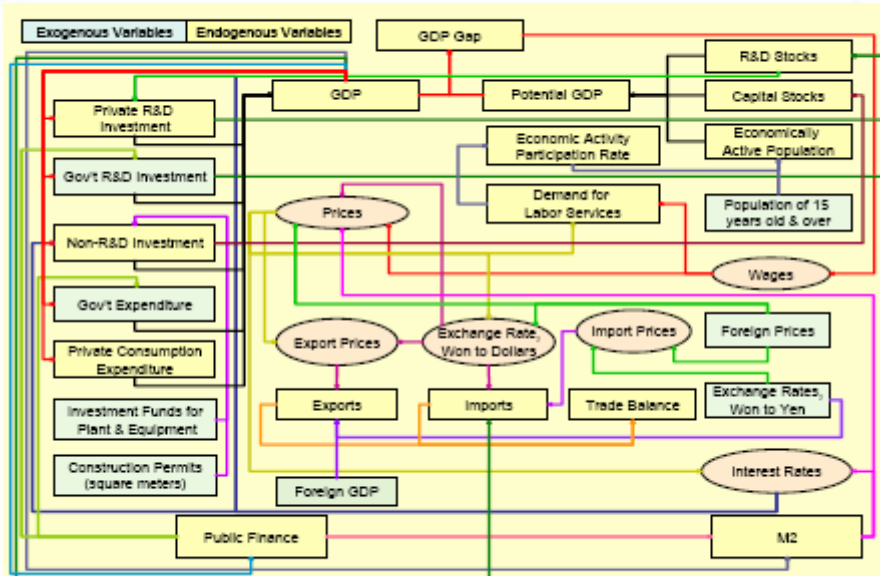 Exogenous Variables
Endogenous Variables
GDP Gap
R&D Stocks
GDP
Potential GDP
Capital Stocks
Private R&D
Investment
Economic Activity
Participation Rate
Economically
Active Population
Gov't R&D Investment
Prices
Demand for
Labor Services
Population of 15
years old & over
Non-R&D Investment
Wages
Gov't Expenditure
Export Prices
Exchange Rate,
Won to Dollars
Import Prices
Foreign Prices
Private Consumption
Expenditure
Exports
Imports
Trade Balance
Exchange Rates,
Won to Yen
Investment Funds for
Plant & Equipment
Construction Permits
(square meters)
Interest Rates
Foreign GDP
Public Finance
M2